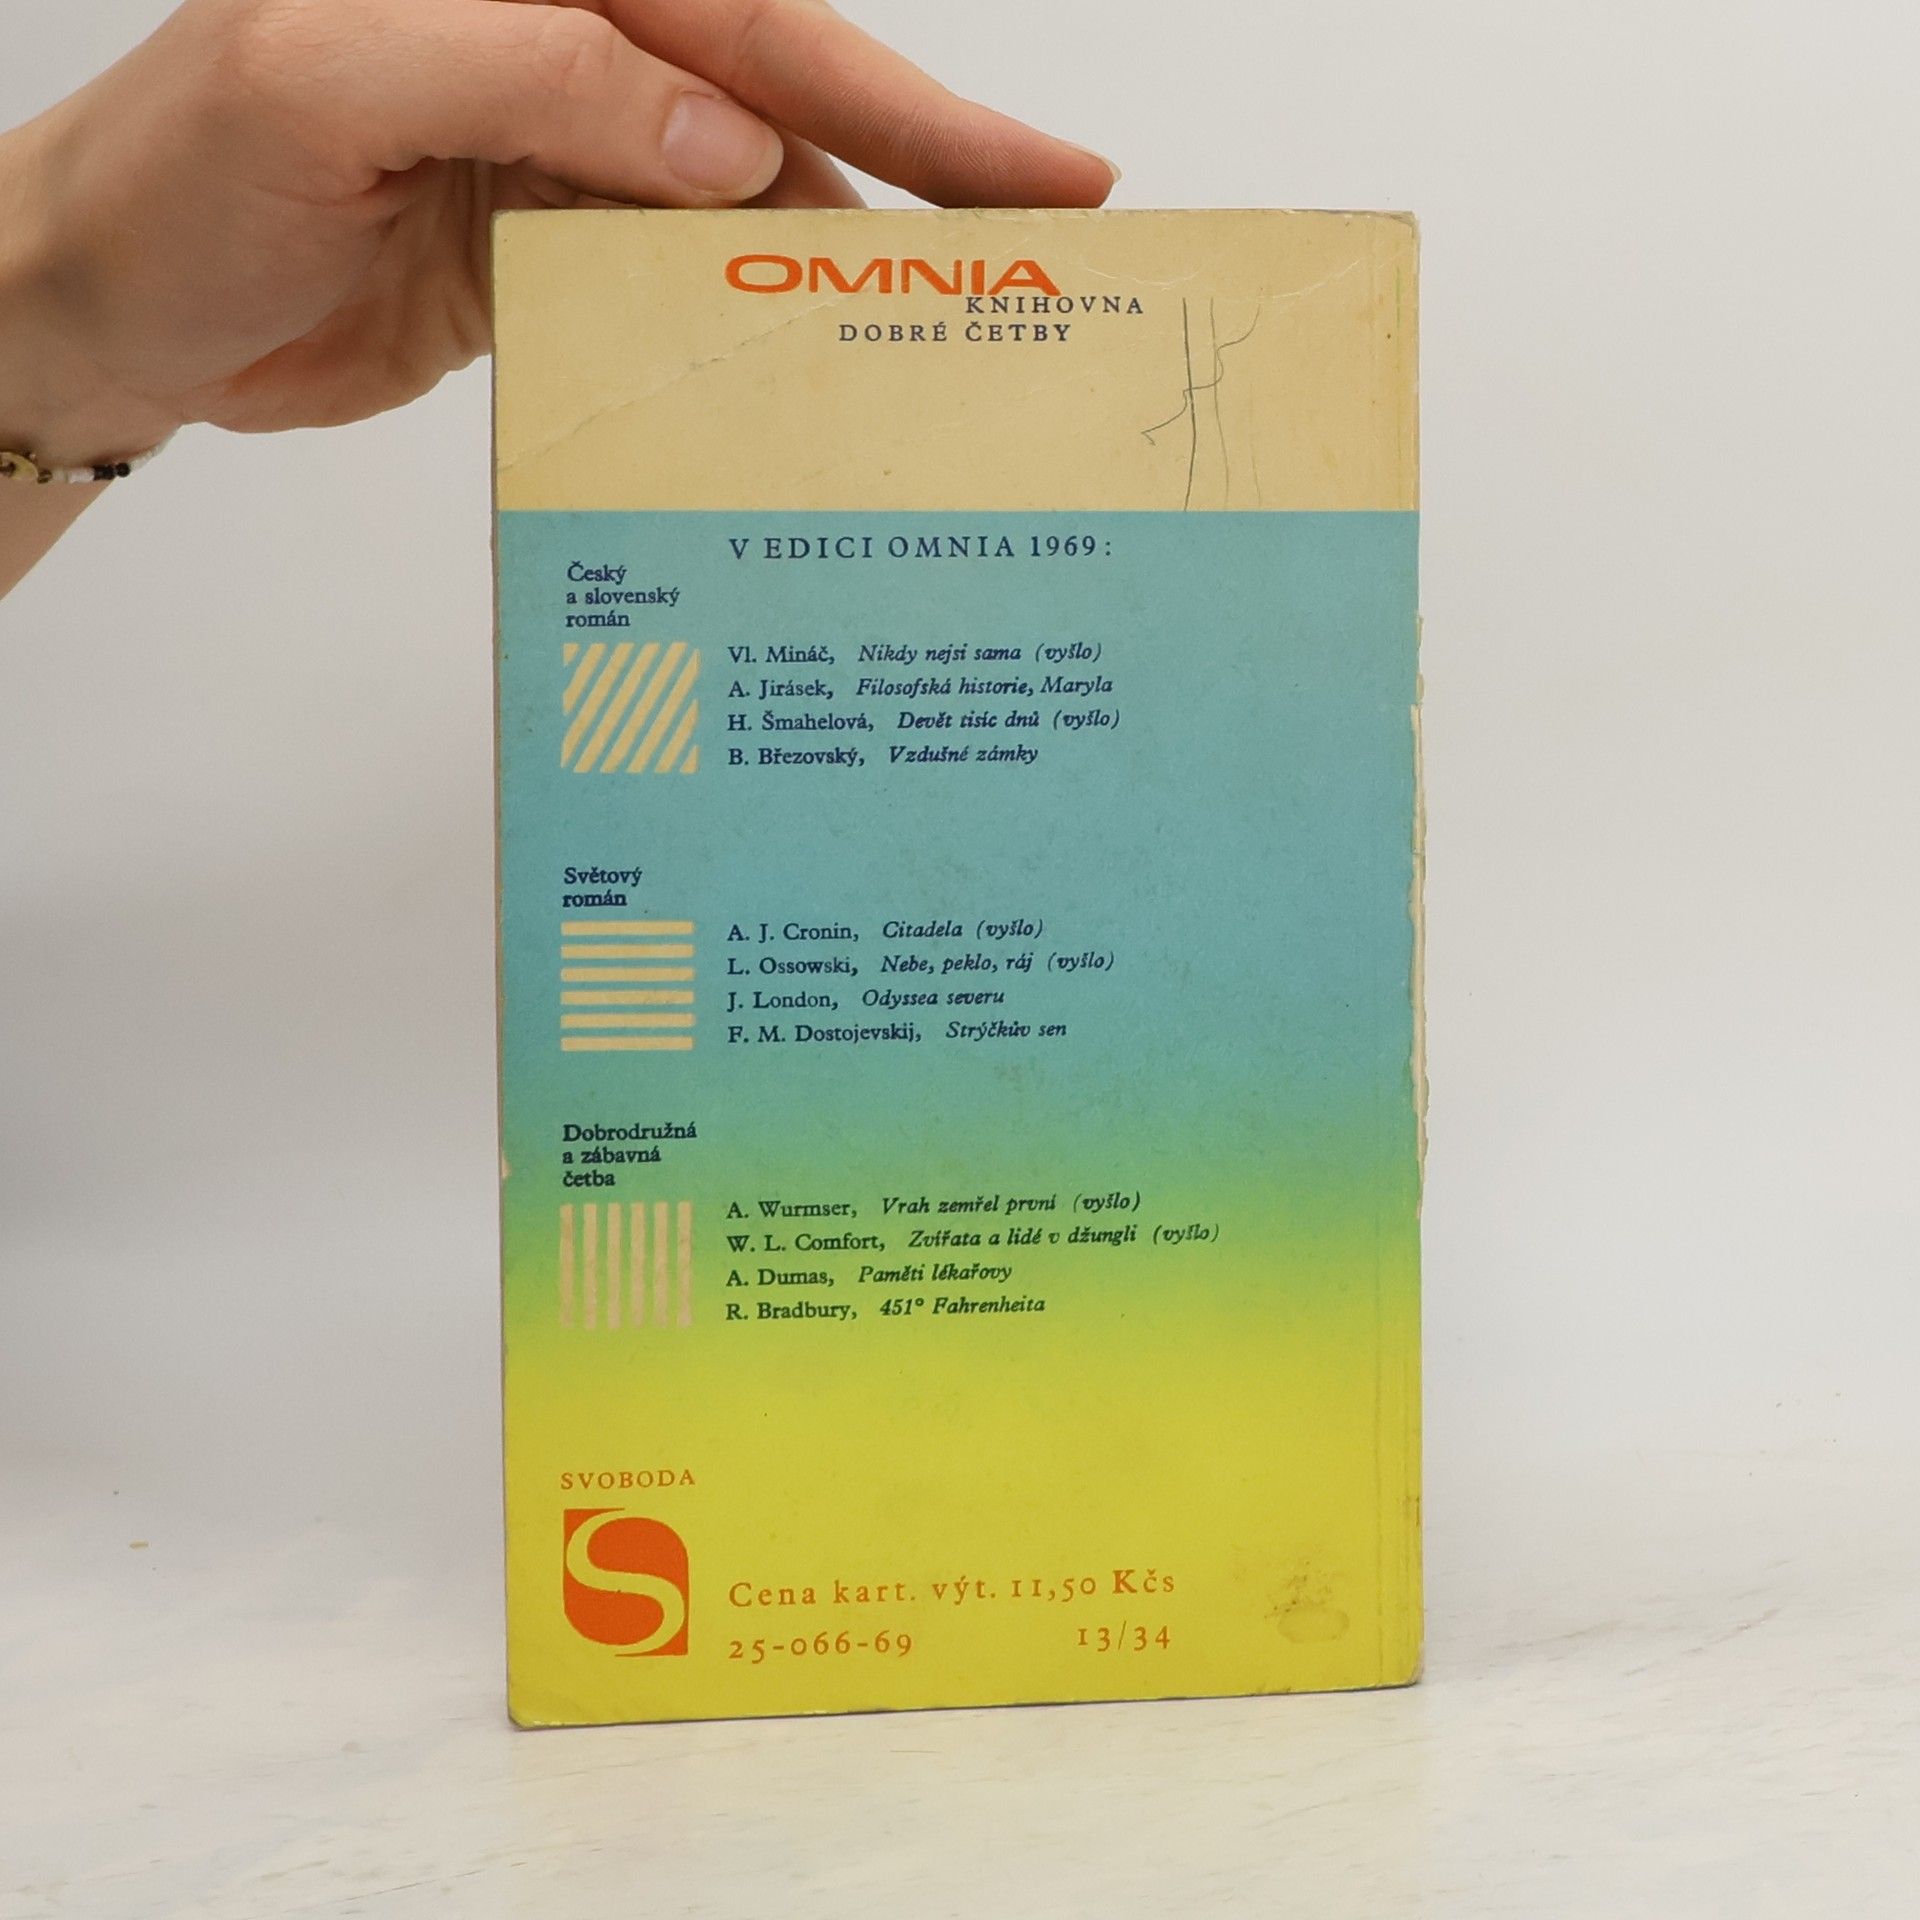 OMNIA
KNIHOVNA
DOBRÉ ČETBY
V EDICI OMNIA 1969:
Český
a slovenský
román
Vl. Mináč, Nikdy nejsi sama (vyšlo)
A. Jirásek, Filosofská historie, Maryla
H. Šmahelová, Devět tisíc dnů (vyšlo)
B. Březovský, Vzdušné zámky
Světový
román
A. J. Cronin, Citadela (vyšlo)
L. Ossowski, Nebe, peklo, ráj (vyšlo)
J. London, Odyssea severu
F. M. Dostojevskij, Strýčkův sen
Dobrodružná
a zábavná
četba
A. Wurmser, Vrah zemřel první (vyšlo)
W. L. Comfort, Zvířata a lidé v džungli (vyšlo)
A. Dumas, Paměti lékařovy
R. Bradbury, 451° Fahrenheita
SVOBODA
S
Cena kart. výt. 11,50 Kčs
25-066-69 13/34